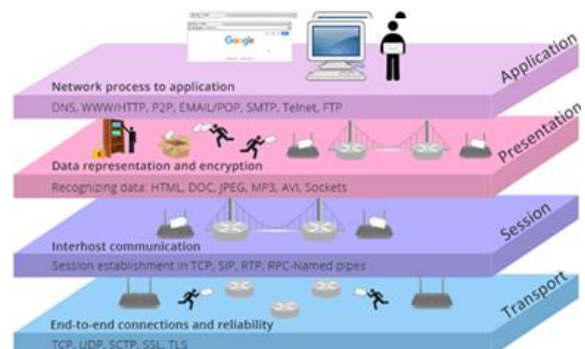 Google
Application
Network process to application
DNS, WWW/HTTP, P2P, EMAIL/POP, SMTP, Telnet, FTP
Presentation
Data representation and encryption
Recognizing data: HTML, DOC, JPEG, MP3, AVI, Sockets
Session
Interhost communication
Session establishment in TCP, SIP, RTP, RPC-Named pipes
Transport
End-to-end connections and reliability
TCP, UDP, SCTP, SSL, TLS